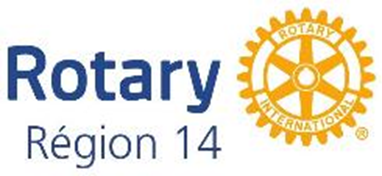 Rotary
Région 14
ROTARY
INTERNATIONAL
®